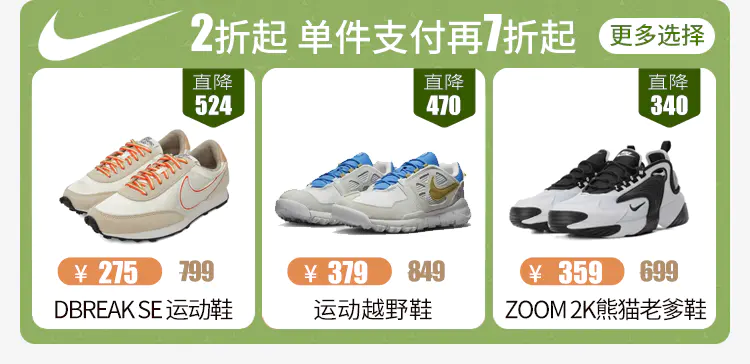 2折起 单件支付再7折起 更多选择
直降
524
直降
470
直降
340
¥ 275 799
¥ 379 849
¥ 359 699
DBREAK SE 运动鞋
运动越野鞋
ZOOM 2K熊猫老爹鞋